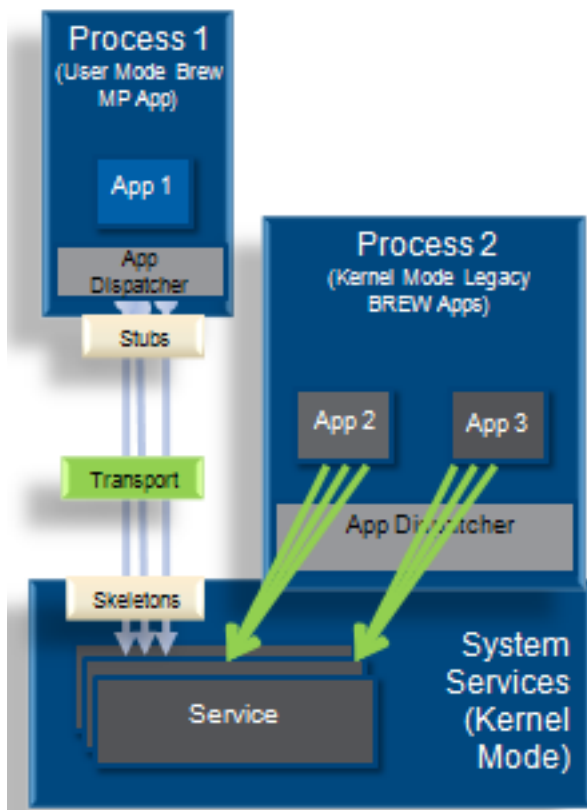 Process 1
(User Mode Brew
MP App)
App 1
App
Dispatcher
Stubs
Transport
Skeletons
Process 2
(Kernel Mode Legacy
BREW Apps)
App 2
App 3
App Dispatcher
Service
System
Services
(Kernel
Mode)